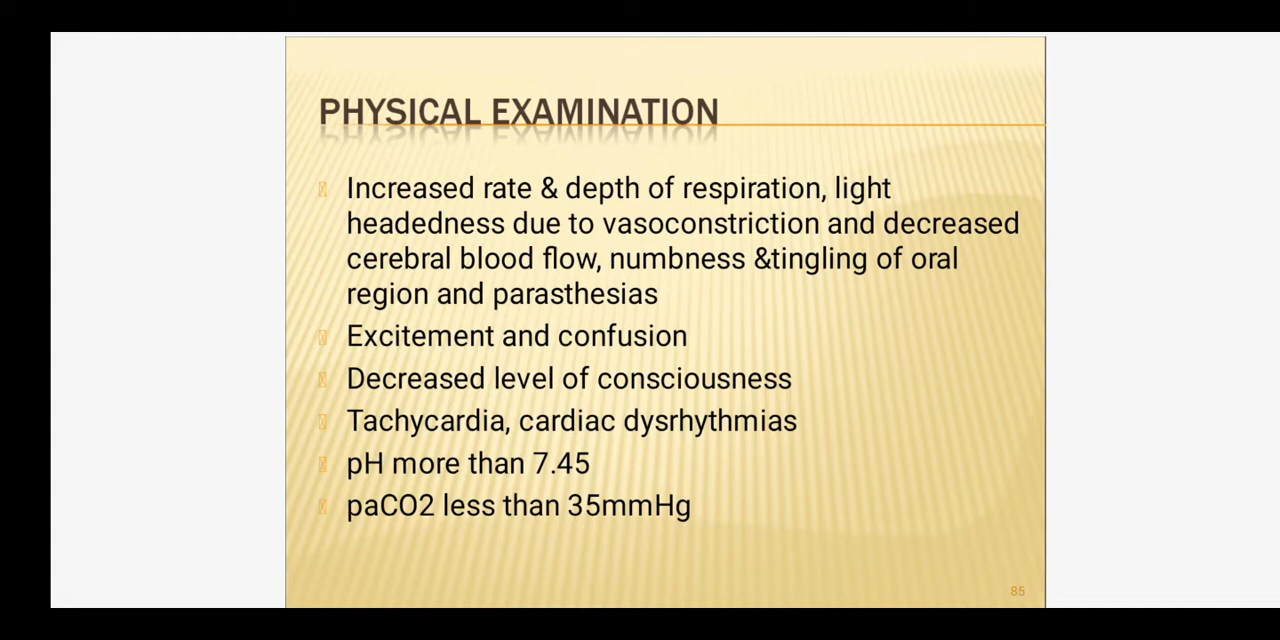 PHYSICAL EXAMINATION
Increased rate & depth of respiration, light
headedness due to vasoconstriction and decreased
cerebral blood flow, numbness &tingling of oral
region and parasthesias
Excitement and confusion
Decreased level of consciousness
Tachycardia, cardiac dysrhythmias
pH more than 7.45
paCO2 less than 35mmHg
85